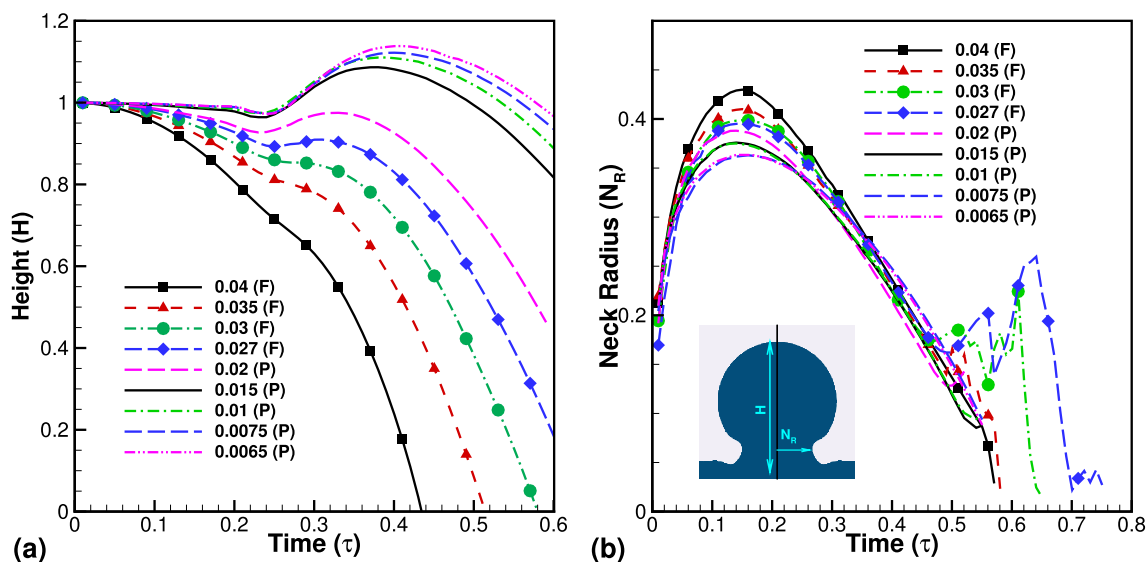 1.2
1
0.8
0.6
0.4
0.2
0
Height (H)
0.04 (F)
0.035 (F)
0.03 (F)
0.027 (F)
0.02 (P)
0.015 (P)
0.01 (P)
0.0075 (P)
0.0065 (P)
0 0.1 0.2 0.3 0.4 0.5 0.6
(a) Time (τ)
0.4
0.2
0
Neck Radius (N_R)
0.04 (F)
0.035 (F)
0.03 (F)
0.027 (F)
0.02 (P)
0.015 (P)
0.01 (P)
0.0075 (P)
0.0065 (P)
H
N_R
0 0.1 0.2 0.3 0.4 0.5 0.6 0.7 0.8
(b) Time (τ)